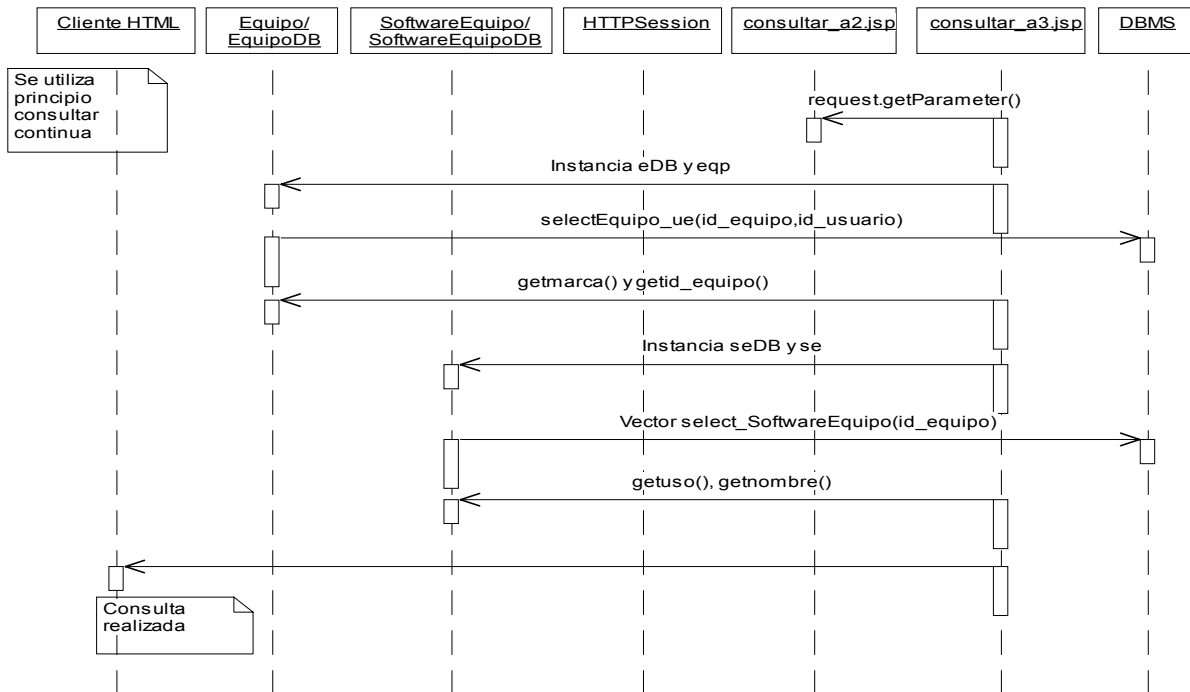 Cliente HTML
Equipo/
EquipoDB
SoftwareEquipo/
SoftwareEquipoDB
HTTPSession
consultar_a2.jsp
consultar_a3.jsp
DBMS
Se utiliza
principio
consultar
continua
request.getParameter()
Instancia eDB y eqp
selectEquipo_ue(id_equipo,id_usuario)
getmarca() y getid_equipo()
Instancia seDB y se
Vector select_SoftwareEquipo(id_equipo)
getuso(), getnombre()
Consulta
realizada